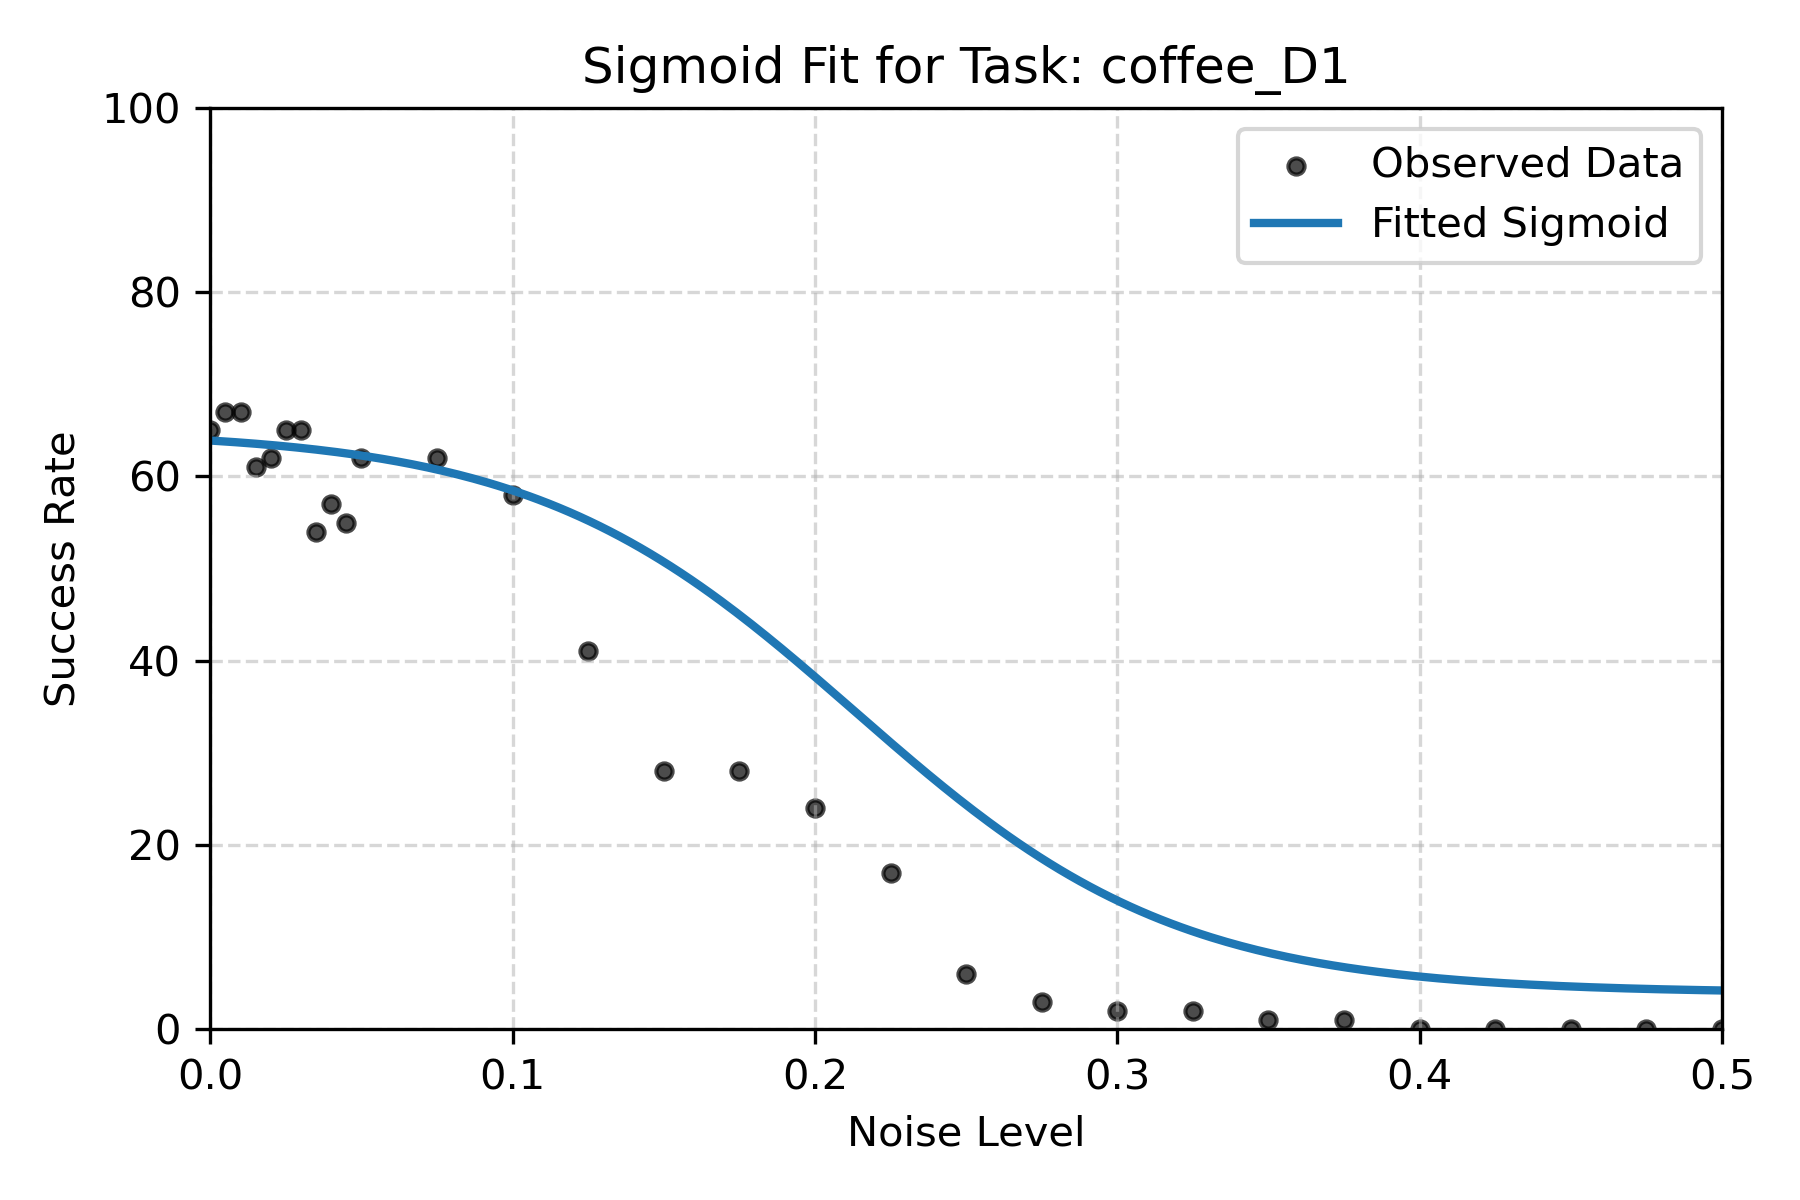 Sigmoid Fit for Task: coffee_D1
100
80
60
40
20
0
Success Rate
Observed Data
Fitted Sigmoid
0.0 0.1 0.2 0.3 0.4 0.5
Noise Level